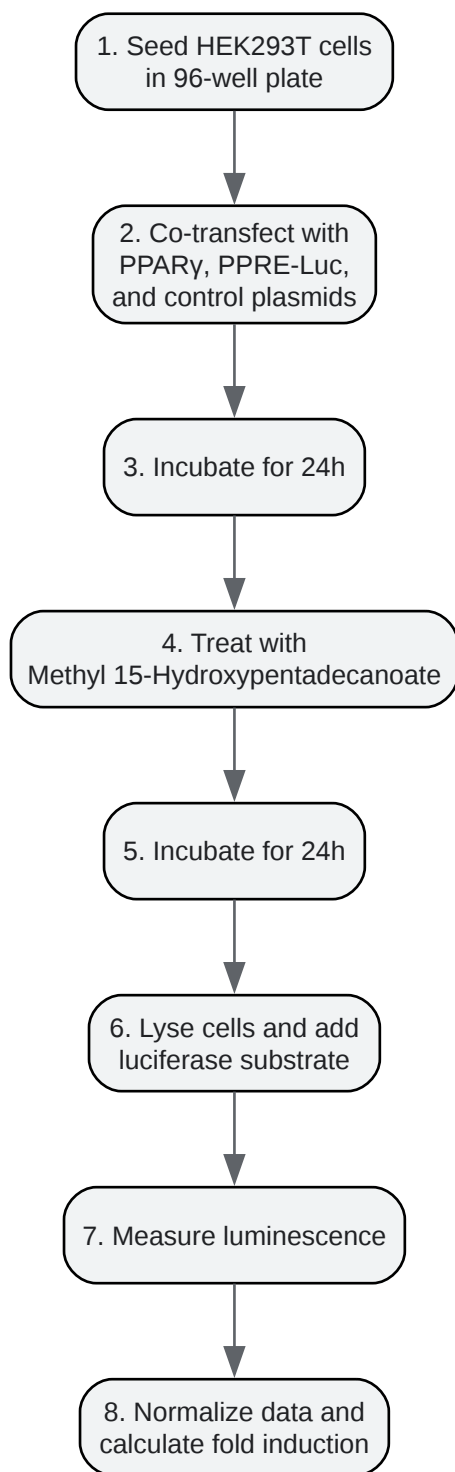 1. Seed HEK293T cells
in 96-well plate
2. Co-transfect with
PPARγ, PPRE-Luc,
and control plasmids
3. Incubate for 24h
4. Treat with
Methyl 15-Hydroxypentadecanoate
5. Incubate for 24h
6. Lyse cells and add
luciferase substrate
7. Measure luminescence
8. Normalize data and
calculate fold induction